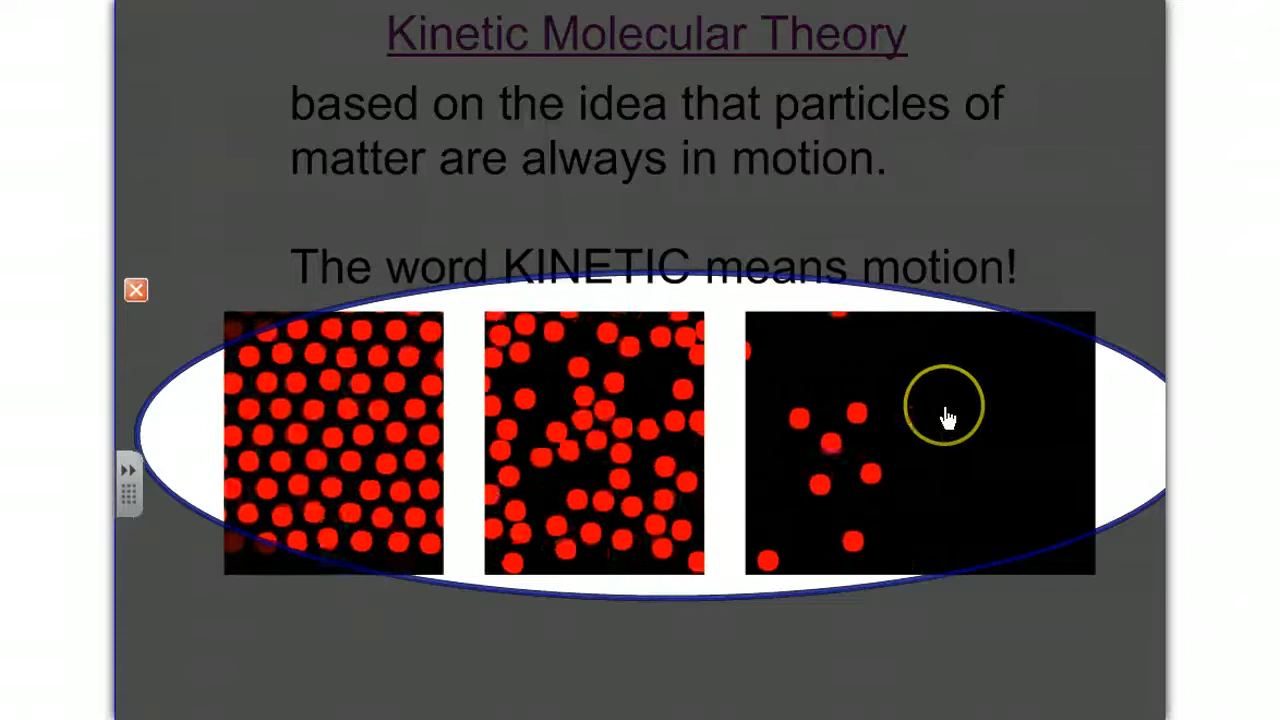 Kinetic Molecular Theory
based on the idea that particles of
matter are always in motion.
The word KINETIC means motion!